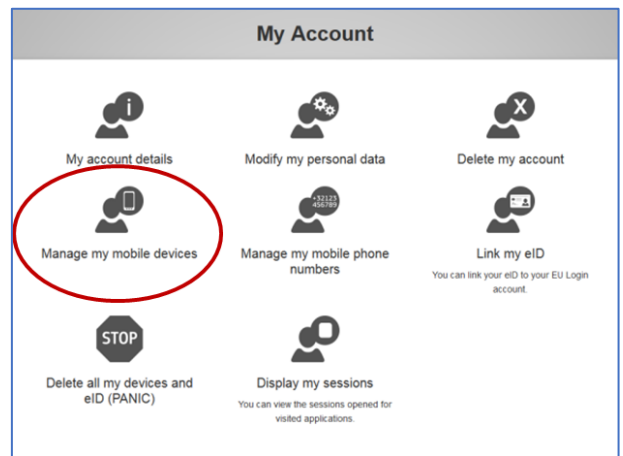 My Account
i
X
My account details
Modify my personal data
Delete my account
+32123
456789
Manage my mobile devices
Manage my mobile phone
numbers
Link my eID
You can link your eID to your EU Login
account.
STOP
Delete all my devices and
eID (PANIC)
Display my sessions
You can view the sessions opened for
visited applications.